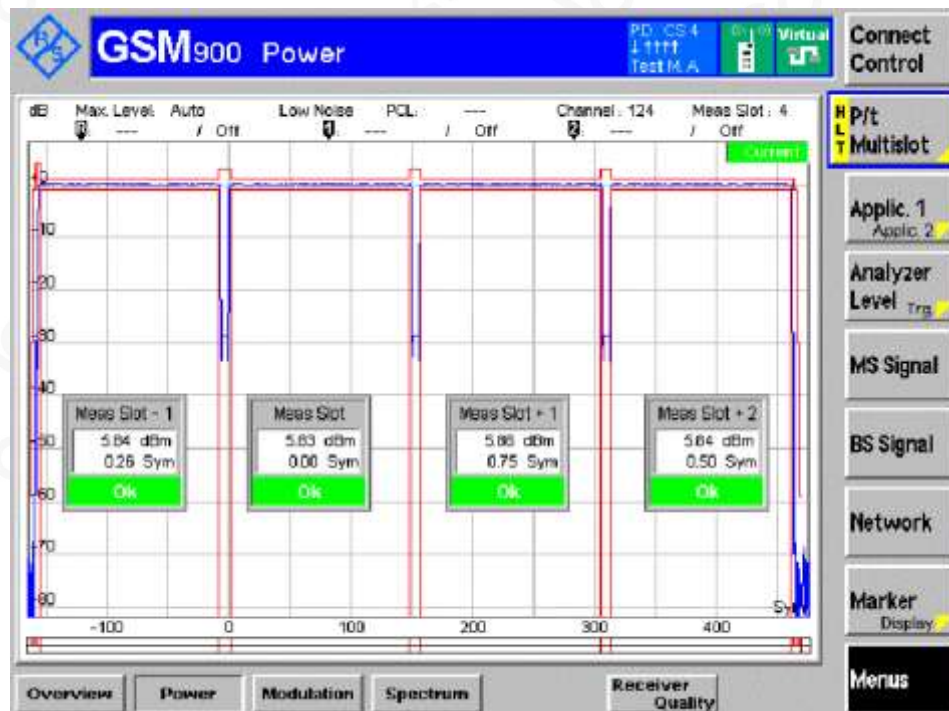 GSM900 Power
PD: CS4
Test M. A.
Virtual
Connect
Control
dB Max. Level: Auto Low Noise PCL: --- Channel: 124 Meas Slot: 4
1 --- / Off --- / Off 2 --- / Off
HLT
P/t
Multislot
Current
Applic. 1
Applic. 2
-10
-20
Analyzer
Level Trg.
-30
MS Signal
-40
Meas Slot - 1 Meas Slot Meas Slot + 1 Meas Slot + 2
5.84 dBm 5.83 dBm 5.86 dBm 5.84 dBm
0.26 Sym 0.00 Sym 0.75 Sym 0.50 Sym
Ok Ok Ok Ok
BS Signal
-50
-60
Network
-70
-80
Marker
Display
-100 0 100 200 300 400
Overview Power Modulation Spectrum Receiver
Quality
Menus